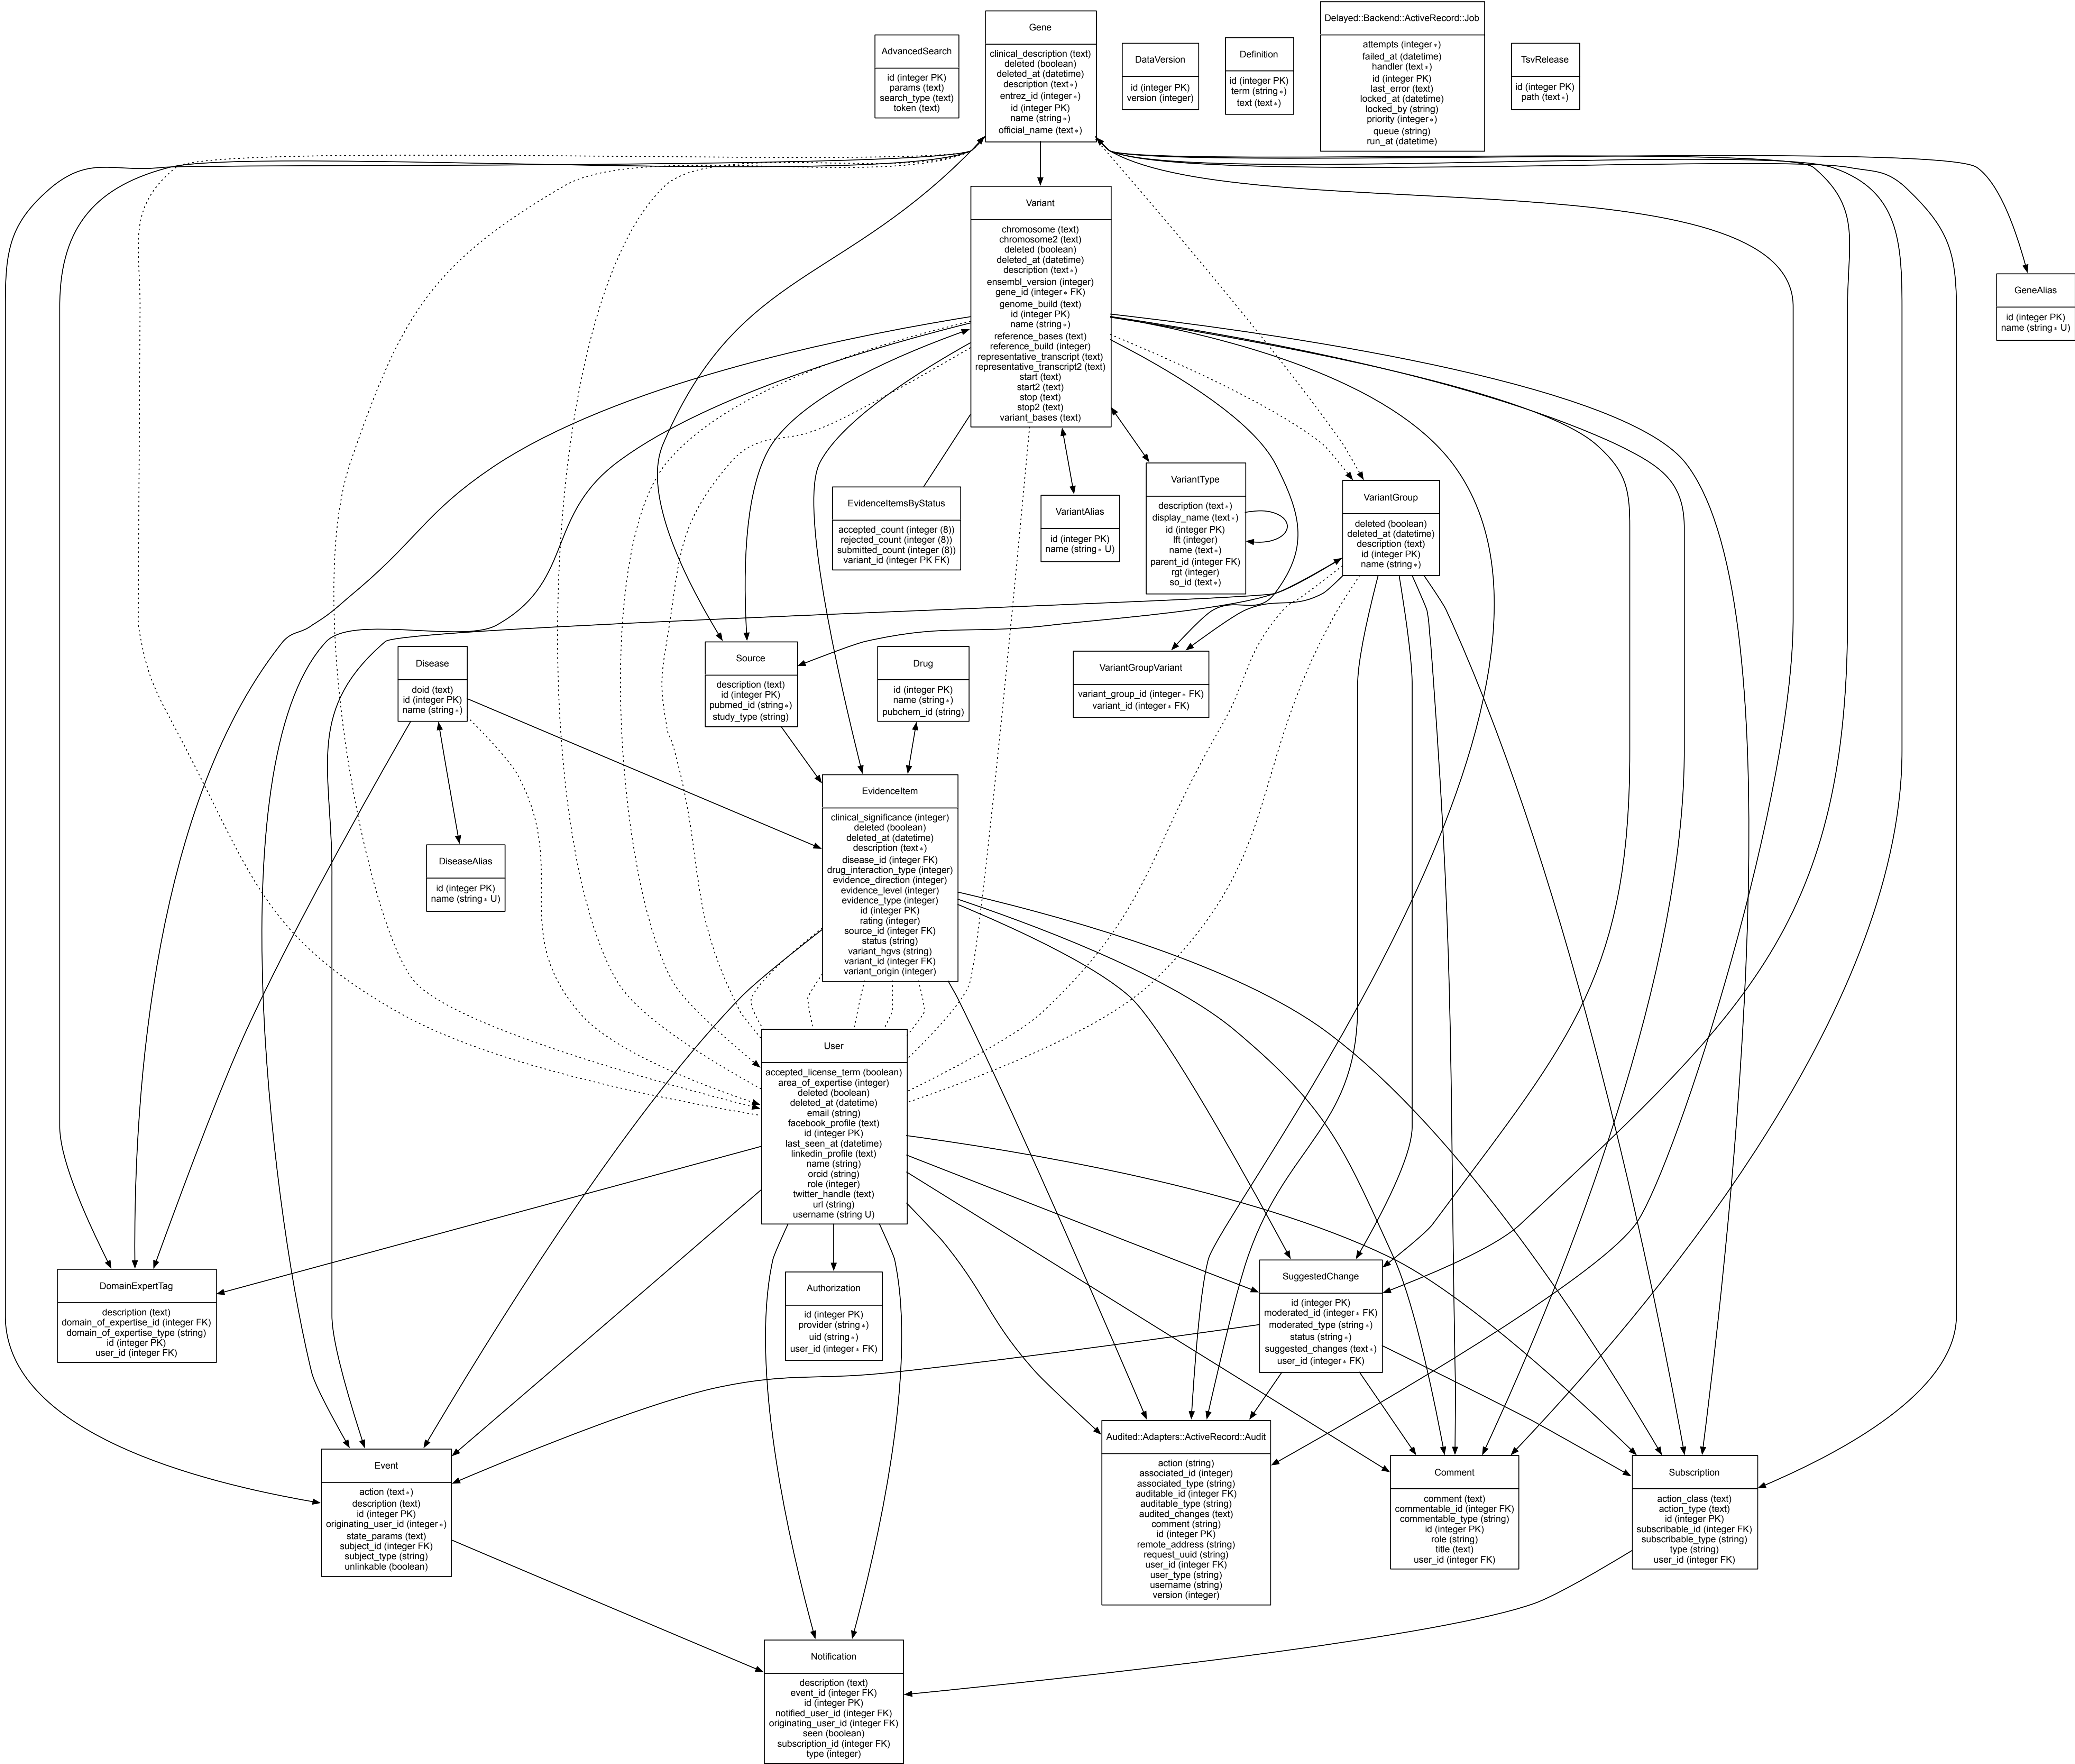 Gene
clinical_description (text)
deleted (boolean)
deleted_at (datetime)
description (text∗)
entrez_id (integer∗)
id (integer PK)
name (string∗)
official_name (text∗)
AdvancedSearch
id (integer PK)
params (text)
search_type (text)
token (text)
DataVersion
id (integer PK)
version (integer)
Definition
id (integer PK)
term (string∗)
text (text∗)
Delayed::Backend::ActiveRecord::Job
attempts (integer∗)
failed_at (datetime)
handler (text∗)
id (integer PK)
last_error (text)
locked_at (datetime)
locked_by (string)
priority (integer∗)
queue (string)
run_at (datetime)
TsvRelease
id (integer PK)
path (text∗)
Variant
chromosome (text)
chromosome2 (text)
deleted (boolean)
deleted_at (datetime)
description (text∗)
ensembl_version (integer)
gene_id (integer∗ FK)
genome_build (text)
id (integer PK)
name (string∗)
reference_bases (text)
reference_build (integer)
representative_transcript (text)
representative_transcript2 (text)
start (text)
start2 (text)
stop (text)
stop2 (text)
variant_bases (text)
GeneAlias
id (integer PK)
name (string∗ U)
EvidenceItemsByStatus
accepted_count (integer (8))
rejected_count (integer (8))
submitted_count (integer (8))
variant_id (integer PK FK)
VariantAlias
id (integer PK)
name (string∗ U)
VariantType
description (text∗)
display_name (text∗)
id (integer PK)
lft (integer)
name (text∗)
parent_id (integer FK)
rgt (integer)
so_id (text∗)
VariantGroup
deleted (boolean)
deleted_at (datetime)
description (text)
id (integer PK)
name (string∗)
Disease
doid (text)
id (integer PK)
name (string∗)
Source
description (text)
id (integer PK)
pubmed_id (string∗)
study_type (string)
Drug
id (integer PK)
name (string∗)
pubchem_id (string)
VariantGroupVariant
variant_group_id (integer∗ FK)
variant_id (integer∗ FK)
EvidenceItem
clinical_significance (integer)
deleted (boolean)
deleted_at (datetime)
description (text∗)
disease_id (integer FK)
drug_interaction_type (integer)
evidence_direction (integer)
evidence_level (integer)
evidence_type (integer)
id (integer PK)
rating (integer)
source_id (integer FK)
status (string)
variant_hgvs (string)
variant_id (integer FK)
variant_origin (integer)
DiseaseAlias
id (integer PK)
name (string∗ U)
User
accepted_license_term (boolean)
area_of_expertise (integer)
deleted (boolean)
deleted_at (datetime)
email (string)
facebook_profile (text)
id (integer PK)
last_seen_at (datetime)
linkedin_profile (text)
name (string)
orcid (string)
role (integer)
twitter_handle (text)
url (string)
username (string U)
DomainExpertTag
description (text)
domain_of_expertise_id (integer FK)
domain_of_expertise_type (string)
id (integer PK)
user_id (integer FK)
Authorization
id (integer PK)
provider (string∗)
uid (string∗)
user_id (integer∗ FK)
SuggestedChange
id (integer PK)
moderated_id (integer∗ FK)
moderated_type (string∗)
status (string∗)
suggested_changes (text∗)
user_id (integer∗ FK)
Event
action (text∗)
description (text)
id (integer PK)
originating_user_id (integer∗)
state_params (text)
subject_id (integer FK)
subject_type (string)
unlinkable (boolean)
Audited::Adapters::ActiveRecord::Audit
action (string)
associated_id (integer)
associated_type (string)
auditable_id (integer FK)
auditable_type (string)
audited_changes (text)
comment (string)
id (integer PK)
remote_address (string)
request_uuid (string)
user_id (integer FK)
user_type (string)
username (string)
version (integer)
Comment
comment (text)
commentable_id (integer FK)
commentable_type (string)
id (integer PK)
role (string)
title (text)
user_id (integer FK)
Subscription
action_class (text)
action_type (text)
id (integer PK)
subscribable_id (integer FK)
subscribable_type (string)
type (string)
user_id (integer FK)
Notification
description (text)
event_id (integer FK)
id (integer PK)
notified_user_id (integer FK)
originating_user_id (integer FK)
seen (boolean)
subscription_id (integer FK)
type (integer)